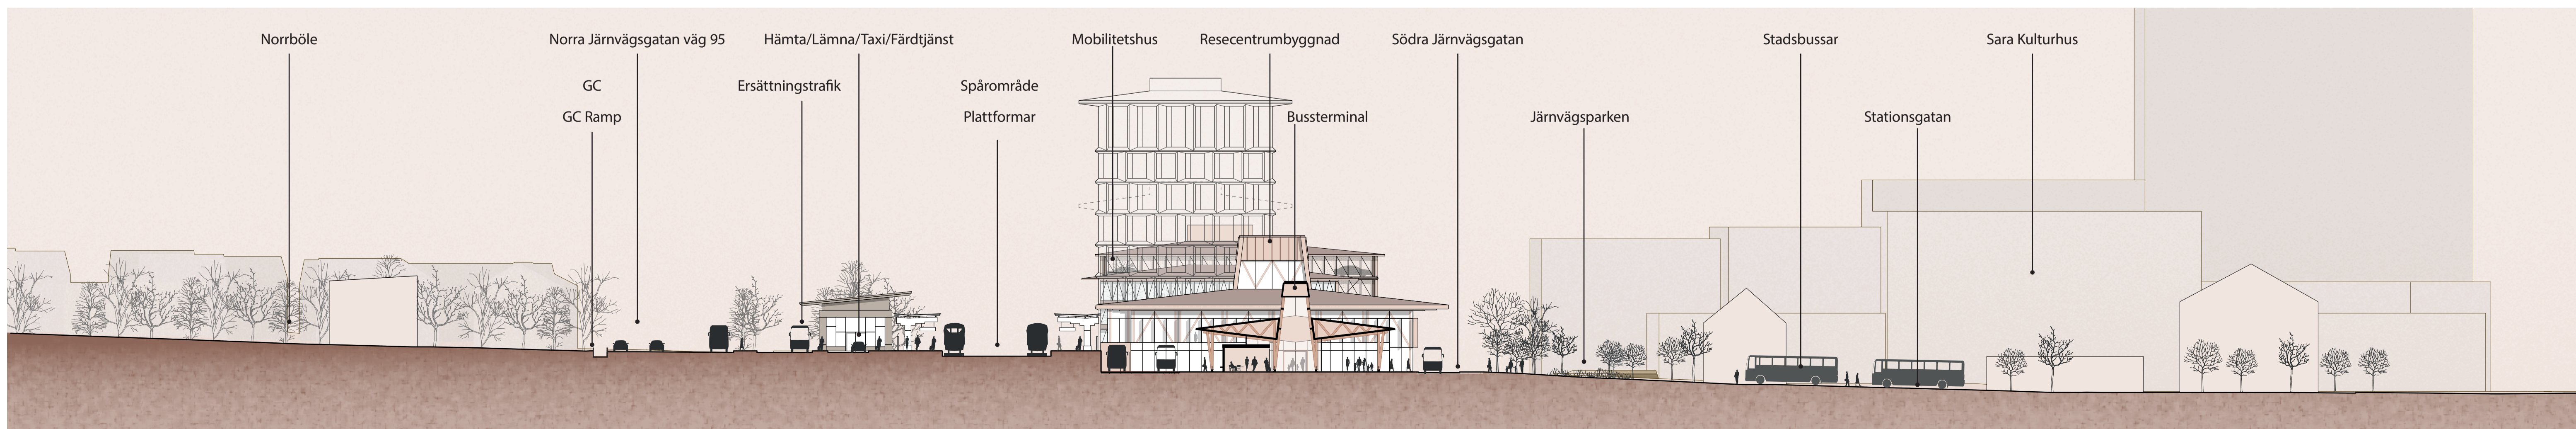 Norrböle
Norra Järnvägsgatan väg 95
Hämta/Lämna/Taxi/Färdtjänst
Mobilitetshus
Resecentrumbyggnad
Södra Järnvägsgatan
Stadsbussar
Sara Kulturhus
GC
Ersättningstrafik
Spårområde
GC Ramp
Plattformar
Bussterminal
Järnvägsparken
Stationsgatan